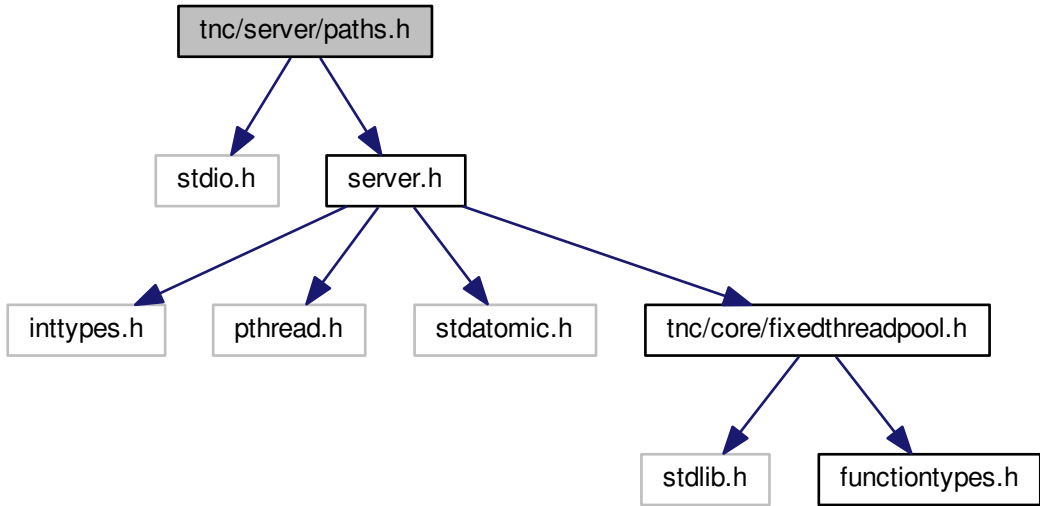 tnc/server/paths.h
stdio.h
server.h
inttypes.h
pthread.h
stdatomic.h
tnc/core/fixedthreadpool.h
stdlib.h
functiontypes.h